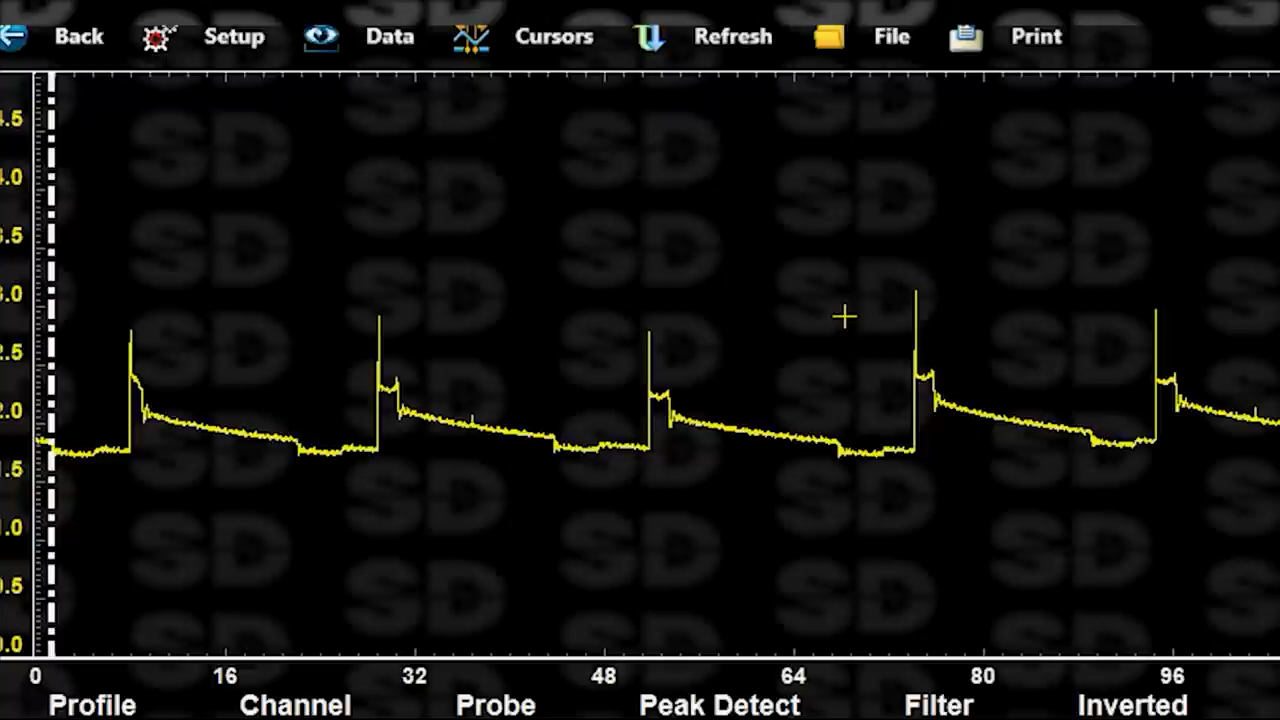 Back Setup Data Cursors Refresh File Print
4.5
4.0
3.5
3.0
2.5
2.0
1.5
1.0
0.5
0.0
0 16 32 48 64 80 96
Profile Channel Probe Peak Detect Filter Inverted
SD